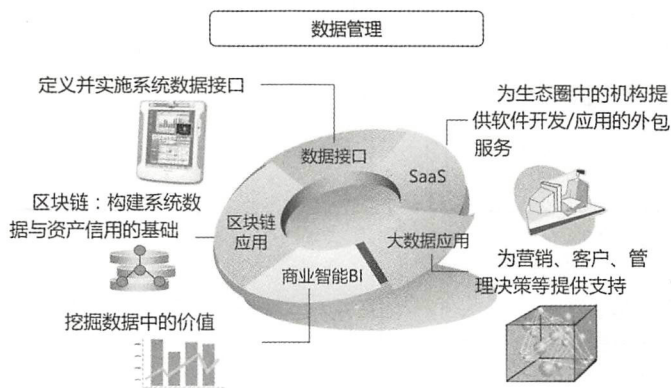 数据管理
定义并实施系统数据接口
为生态圈中的机构提
供软件开发/应用的外包
服务
数据接口
SaaS
区块链：构建系统数
据与资产信用的基础
区块链
应用
大数据应用
商业智能BI
为营销、客户、管
理决策等提供支持
挖掘数据中的价值